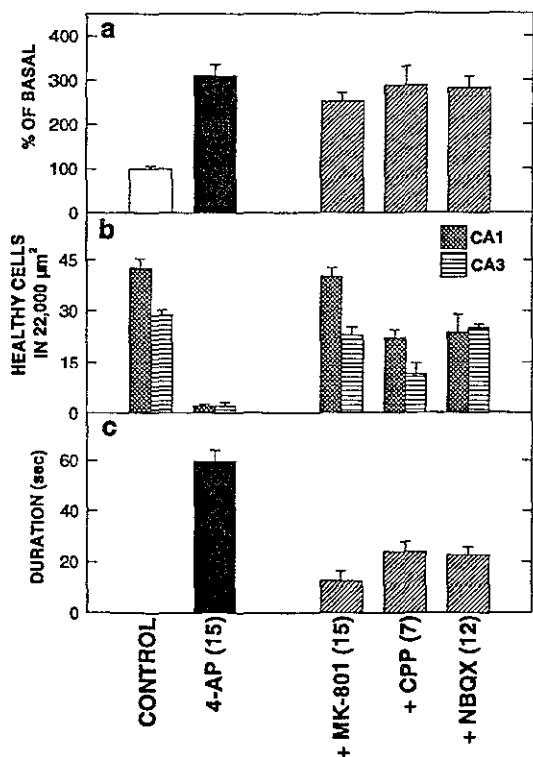 a
% OF BASAL
400
300
200
100
0
b
CA1
CA3
HEALTHY CELLS
IN 22,000 µm²
45
30
15
0
c
DURATION (sec)
60
40
20
0
CONTROL
4-AP (15)
+ MK-801 (15)
+ CPP (7)
+ NBQX (12)